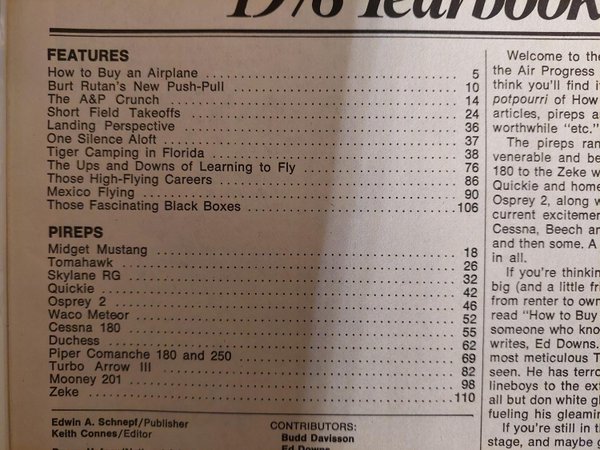 1978 Yearbook
FEATURES
How to Buy an Airplane 5
Burt Rutan's New Push-Pull 10
The A&P Crunch 14
Short Field Takeoffs 24
Landing Perspective 36
One Silence Aloft 37
Tiger Camping in Florida 38
The Ups and Downs of Learning to Fly 76
Those High-Flying Careers 86
Mexico Flying 90
Those Fascinating Black Boxes 106
PIREPS
Midget Mustang 18
Tomahawk 26
Skylane RG 32
Quickie 42
Osprey 2 46
Waco Meteor 52
Cessna 180 55
Duchess 62
Piper Comanche 180 and 250 69
Turbo Arrow III 82
Mooney 201 98
Zeke 110
Edwin A. Schnepf/Publisher
Keith Connes/Editor
CONTRIBUTORS:
Budd Davisson
Ed Downs
Welcome to the
the Air Progress
think you'll find i
potpourri of How
articles, pireps a
worthwhile "etc."
The pireps ran
venerable and be
180 to the Zeke w
Quickie and home
Osprey 2, along w
current excitemen
Cessna, Beech an
and then some. A
in all.
If you're thinkin
big (and a little fr
from renter to own
read "How to Buy
someone who kno
writes, Ed Downs.
most meticulous T
seen. He has terro
lineboys to the ex
all but don white gl
fueling his gleamin
If you're still in t
stage, and maybe g